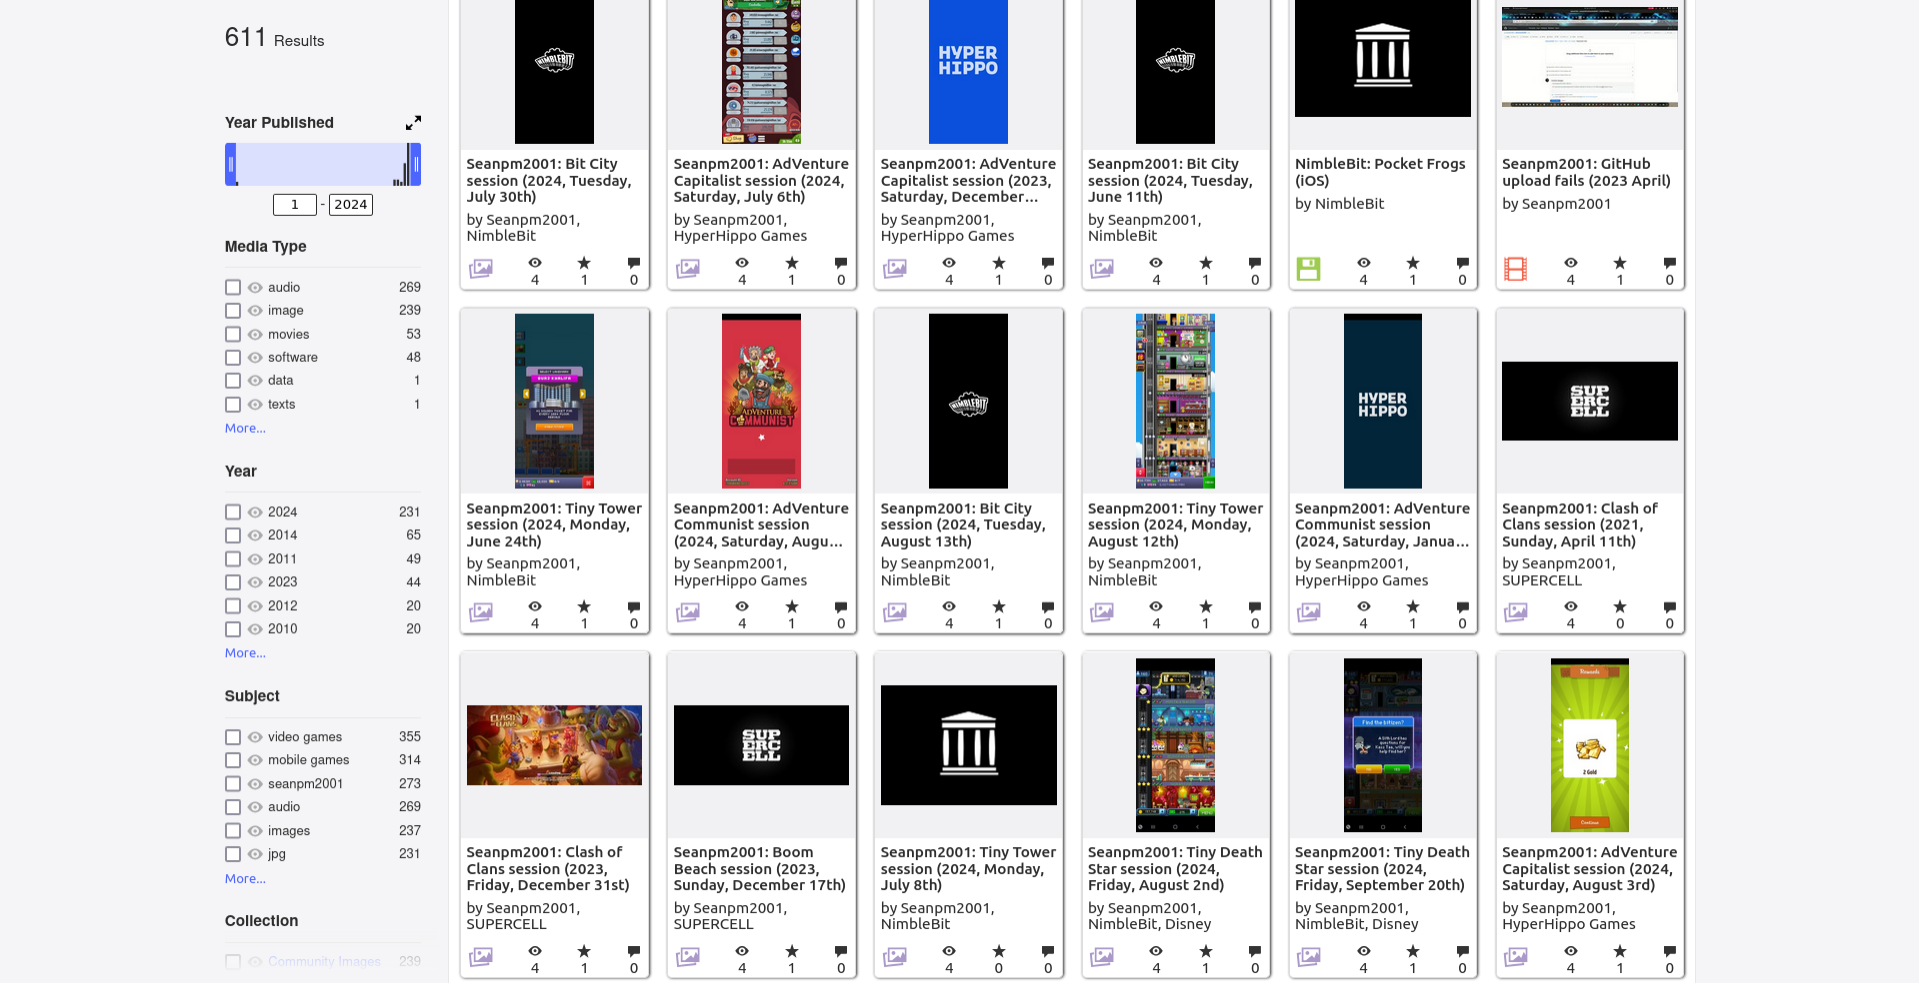 611 Results
Year Published
1 - 2024
Media Type
audio 269
image 239
movies 53
software 48
data 1
texts 1
More...
Year
2024 231
2014 65
2011 49
2023 44
2012 20
2010 20
More...
Subject
video games 355
mobile games 314
seanpm2001 273
audio 269
images 237
jpg 231
More...
Collection
Community Images 239
NIMBLEBIT
Seanpm2001: Bit City
session (2024, Tuesday,
July 30th)
by Seanpm2001,
NimbleBit
4 1 0
Seanpm2001: AdVenture
Capitalist session (2024,
Saturday, July 6th)
by Seanpm2001,
HyperHippo Games
4 1 0
HYPER
HIPPO
Seanpm2001: AdVenture
Capitalist session (2023,
Saturday, December...
by Seanpm2001,
HyperHippo Games
4 1 0
NIMBLEBIT
Seanpm2001: Bit City
session (2024, Tuesday,
June 11th)
by Seanpm2001,
NimbleBit
4 1 0
NimbleBit: Pocket Frogs
(iOS)
by NimbleBit
4 1 0
Seanpm2001: GitHub
upload fails (2023 April)
by Seanpm2001
4 1 0
Seanpm2001: Tiny Tower
session (2024, Monday,
June 24th)
by Seanpm2001,
NimbleBit
4 1 0
ADVENTURE
COMMUNIST
Seanpm2001: AdVenture
Communist session
(2024, Saturday, Augu...
by Seanpm2001,
HyperHippo Games
4 1 0
NIMBLEBIT
Seanpm2001: Bit City
session (2024, Tuesday,
August 13th)
by Seanpm2001,
NimbleBit
4 1 0
Seanpm2001: Tiny Tower
session (2024, Monday,
August 12th)
by Seanpm2001,
NimbleBit
4 1 0
HYPER
HIPPO
Seanpm2001: AdVenture
Communist session
(2024, Saturday, Janua...
by Seanpm2001,
HyperHippo Games
4 1 0
SUP
ERC
ELL
Seanpm2001: Clash of
Clans session (2021,
Sunday, April 11th)
by Seanpm2001,
SUPERCELL
4 0 0
Seanpm2001: Clash of
Clans session (2023,
Friday, December 31st)
by Seanpm2001,
SUPERCELL
4 1 0
SUP
ERC
ELL
Seanpm2001: Boom
Beach session (2023,
Sunday, December 17th)
by Seanpm2001,
SUPERCELL
4 1 0
Seanpm2001: Tiny Tower
session (2024, Monday,
July 8th)
by Seanpm2001,
NimbleBit
4 0 0
Seanpm2001: Tiny Death
Star session (2024,
Friday, August 2nd)
by Seanpm2001,
NimbleBit, Disney
4 1 0
Find the bitizen?
Seanpm2001: Tiny Death
Star session (2024,
Friday, September 20th)
by Seanpm2001,
NimbleBit, Disney
4 1 0
Rewards
2 Gold
Continue
Seanpm2001: AdVenture
Capitalist session (2024,
Saturday, August 3rd)
by Seanpm2001,
HyperHippo Games
4 1 0